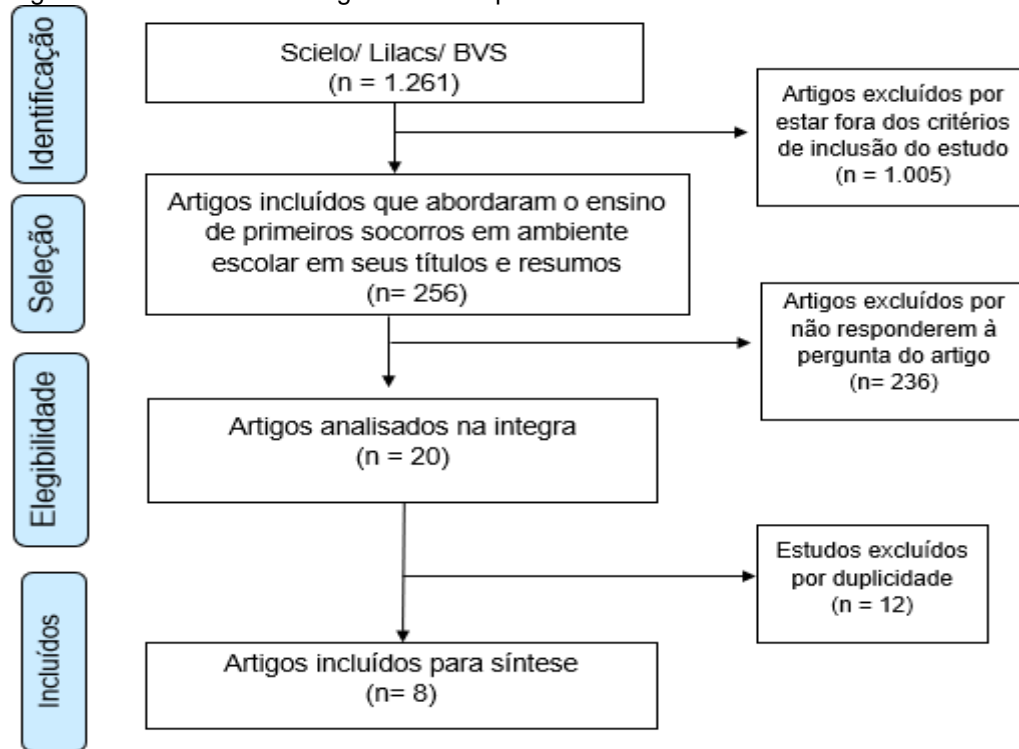 Identificação
Scielo/ Lilacs/ BVS
(n = 1.261)
Artigos excluídos por
estar fora dos critérios
de inclusão do estudo
(n = 1.005)
Seleção
Artigos incluídos que abordaram o ensino
de primeiros socorros em ambiente
escolar em seus títulos e resumos
(n= 256)
Artigos excluídos por
não responderem à
pergunta do artigo
(n= 236)
Elegibilidade
Artigos analisados na integra
(n = 20)
Estudos excluídos
por duplicidade
(n = 12)
Incluídos
Artigos incluídos para síntese
(n= 8)